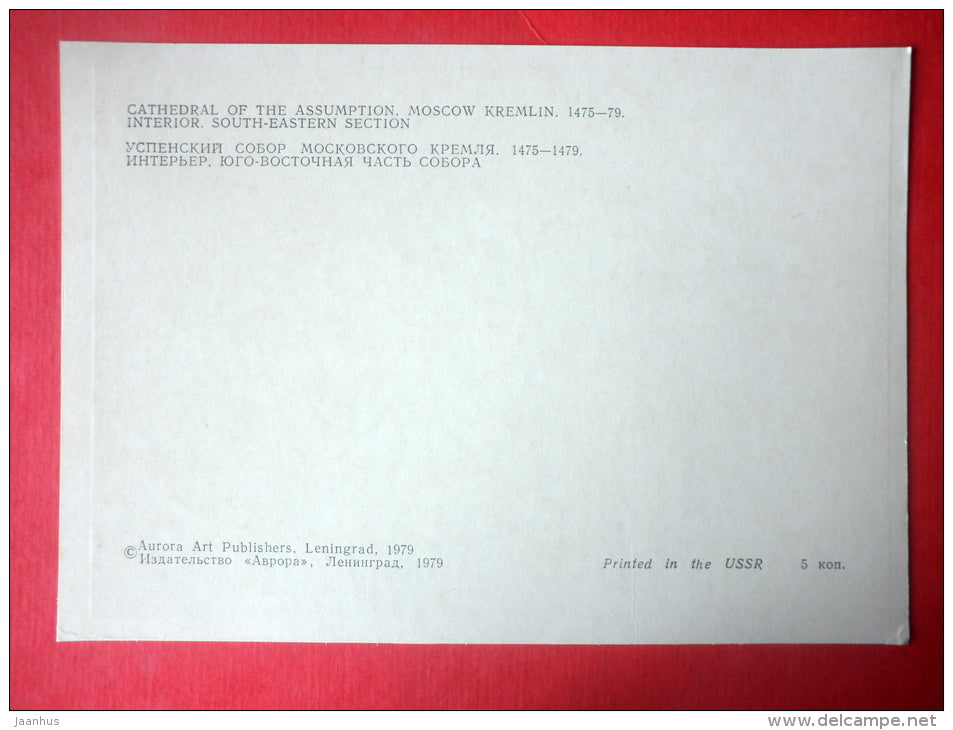 CATHEDRAL OF THE ASSUMPTION, MOSCOW KREMLIN. 1475—79.
INTERIOR. SOUTH-EASTERN SECTION
УСПЕНСКИЙ СОБОР МОСКОВСКОГО КРЕМЛЯ. 1475—1479.
ИНТЕРЬЕР. ЮГО-ВОСТОЧНАЯ ЧАСТЬ СОБОРА
© Aurora Art Publishers, Leningrad, 1979
Издательство «Аврора», Ленинград, 1979
Printed in the USSR 5 коп.
jaanhus
www.delcampe.net